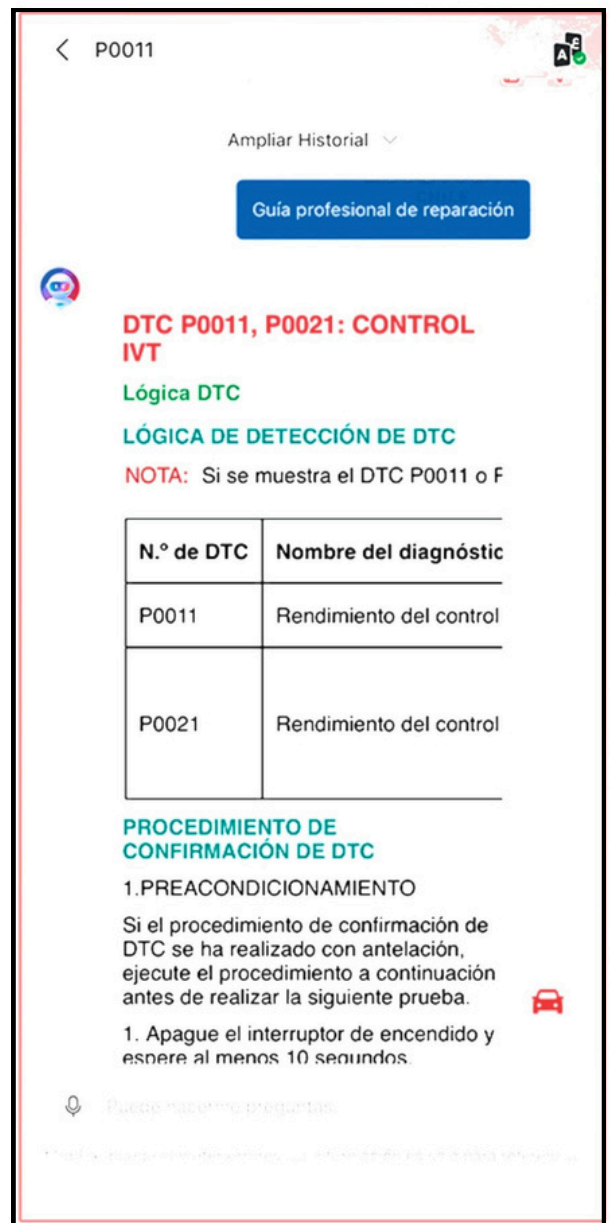 P0011
Ampliar Historial
Guía profesional de reparación
DTC P0011, P0021: CONTROL
IVT
Lógica DTC
LÓGICA DE DETECCIÓN DE DTC
NOTA: Si se muestra el DTC P0011 o
N.º de DTC Nombre del diagnóstic
P0011 Rendimiento del control
P0021 Rendimiento del control
PROCEDIMIENTO DE
CONFIRMACIÓN DE DTC
1.PREACONDICIONAMIENTO
Si el procedimiento de confirmación de
DTC se ha realizado con antelación,
ejecute el procedimiento a continuación
antes de realizar la siguiente prueba.
1. Apague el interruptor de encendido y
espere al menos 10 segundos.